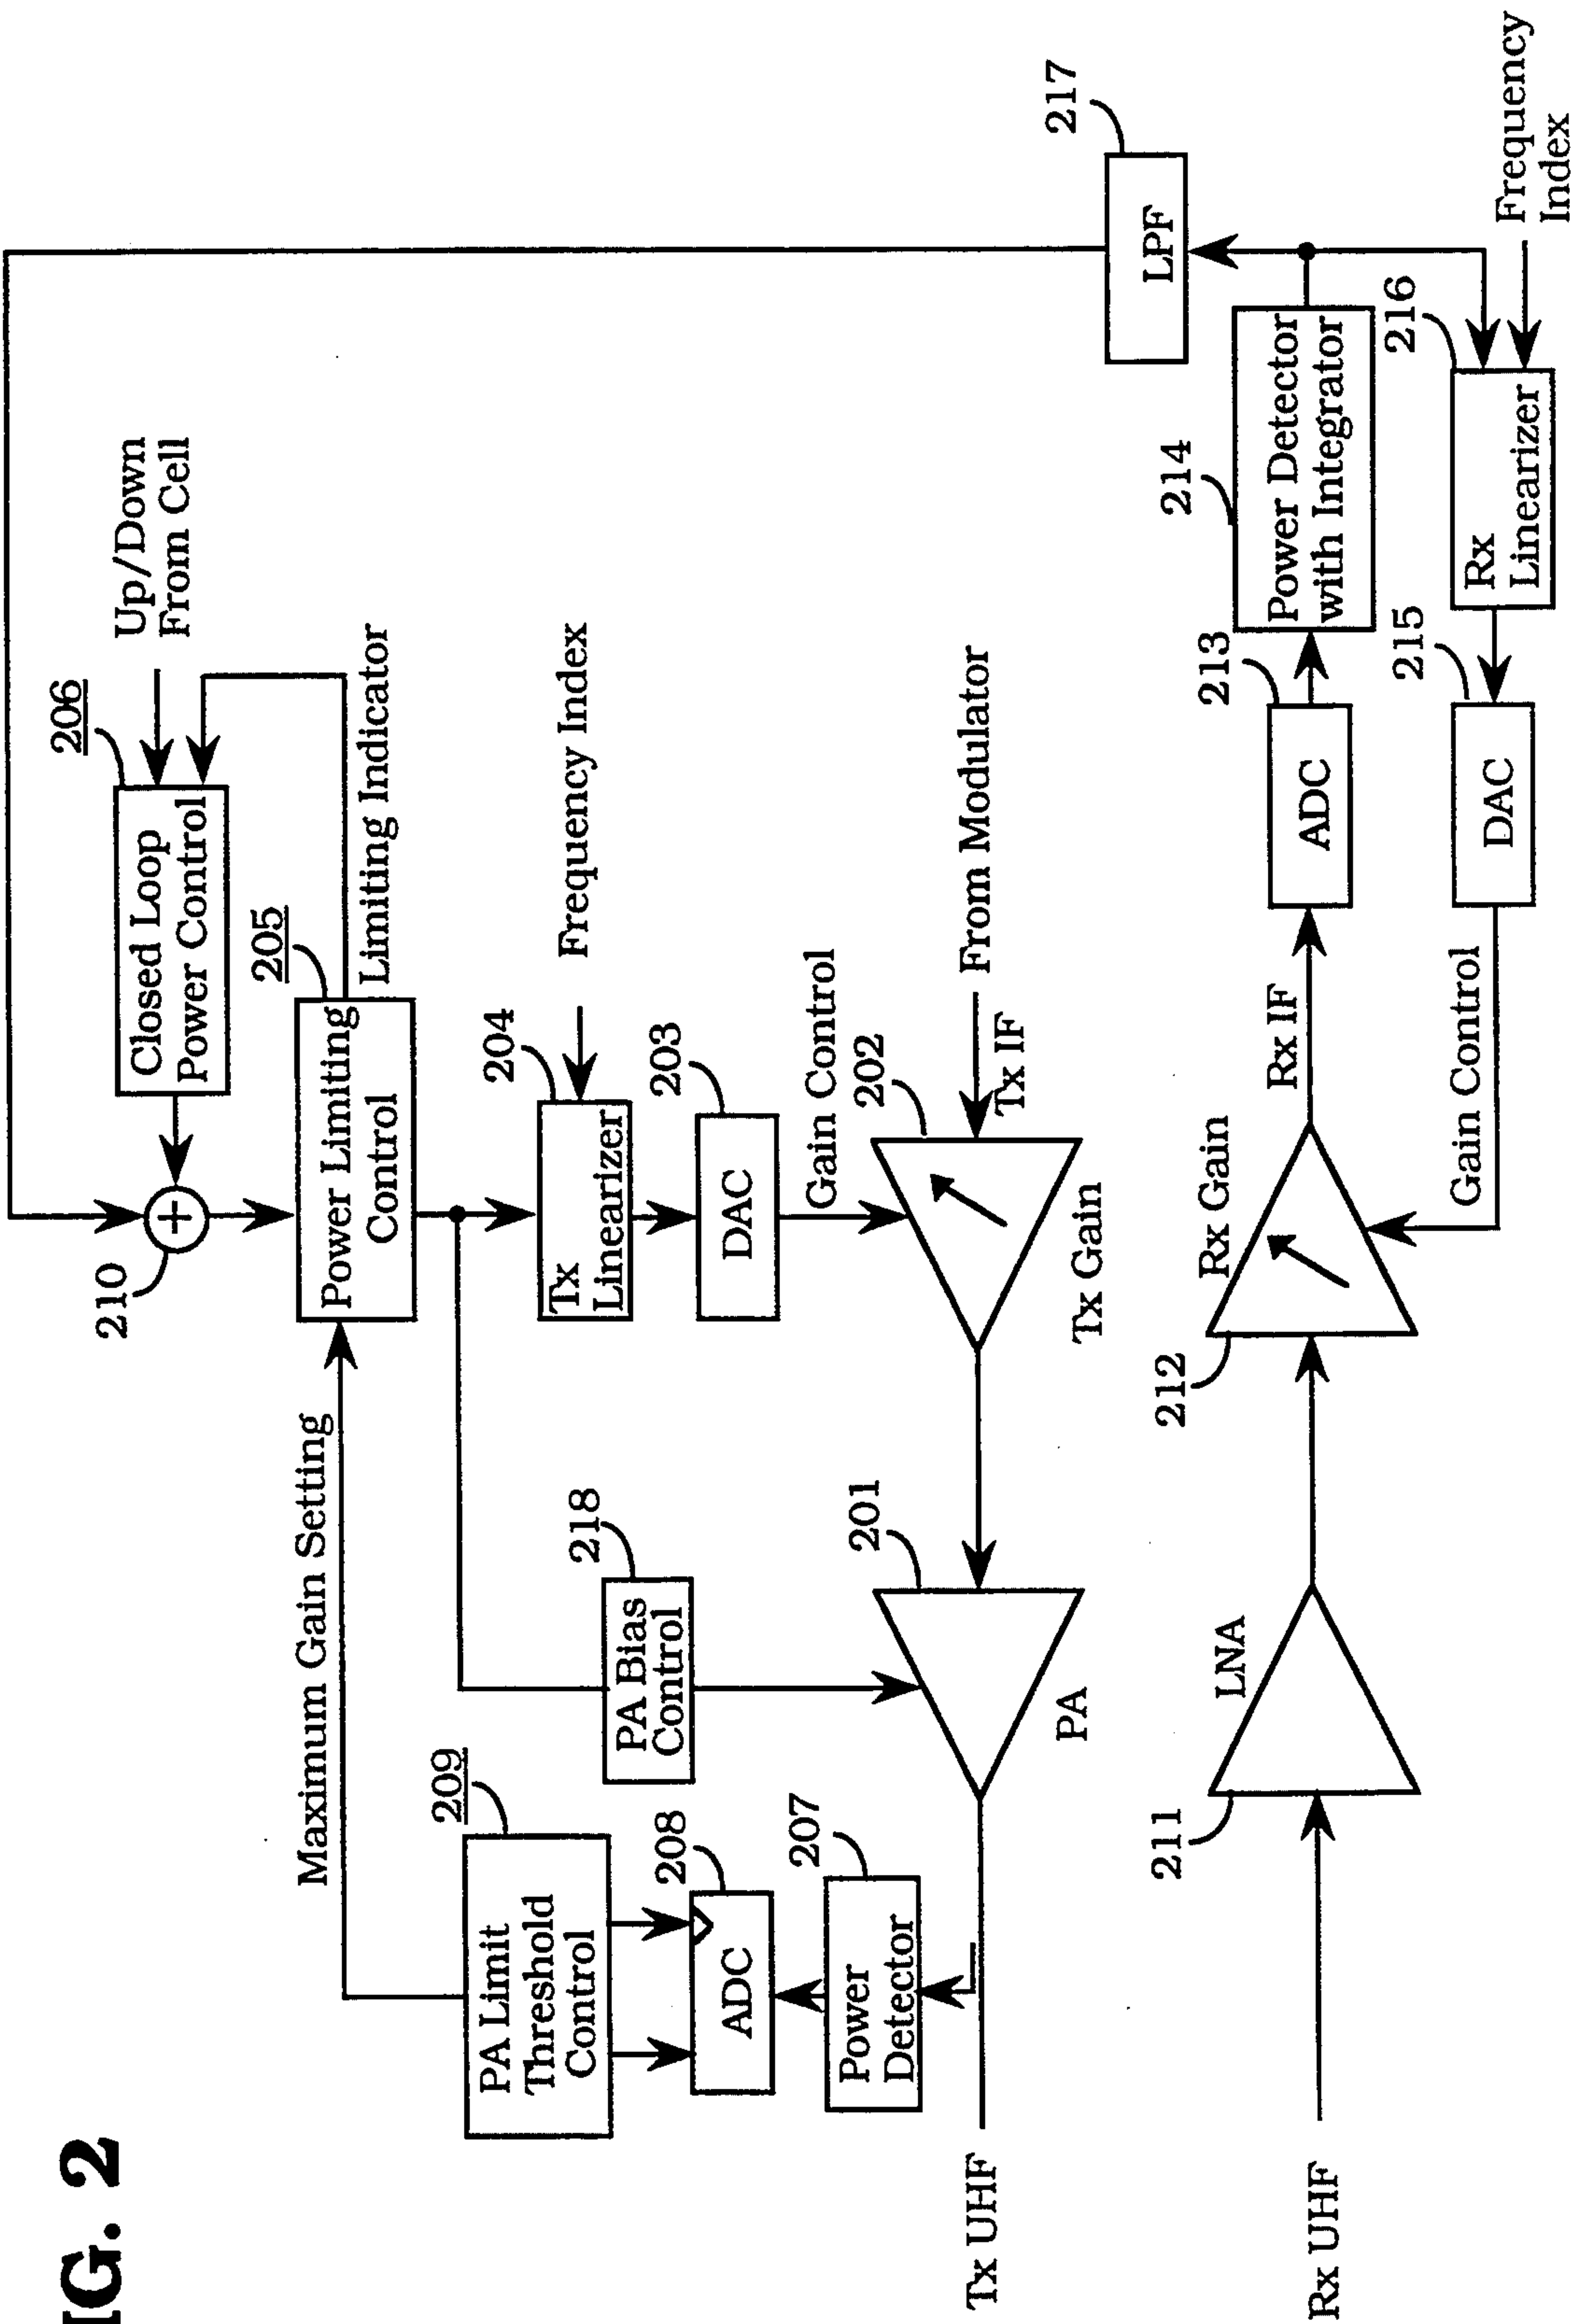 IG. 2
Up/Down
From Cell
206
Closed Loop
Power Control
210
205
Power Limiting
Control
Limiting Indicator
Maximum Gain Setting
209
PA Limit
Threshold
Control
218
PA Bias
Control
204
Tx
Linearizer
Frequency Index
208
ADC
203
DAC
207
Power
Detector
Gain Control
201
PA
202
Tx Gain
Tx IF
From Modulator
Tx UHF
217
LPF
211
LNA
212
Rx Gain
Rx IF
213
ADC
214
Power Detector
with Integrator
Rx UHF
Gain Control
215
DAC
216
Rx
Linearizer
Frequency
Index